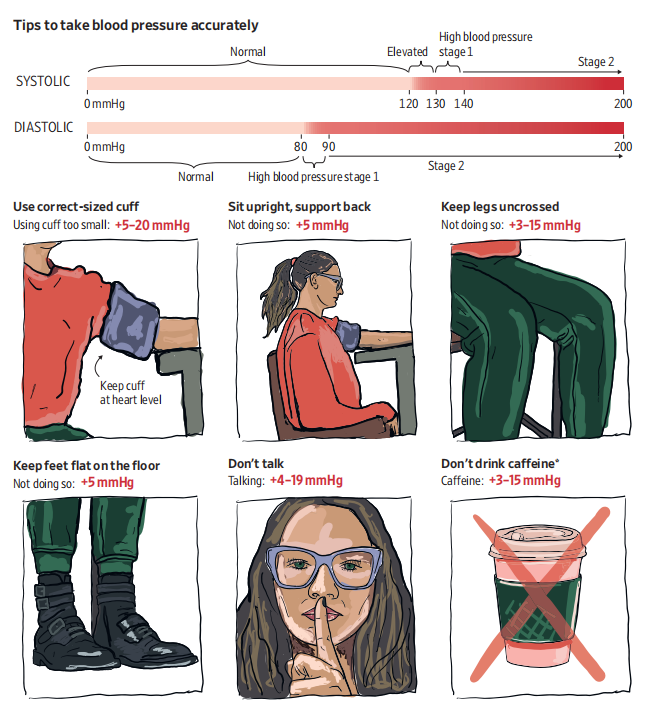 Tips to take blood pressure accurately
High blood pressure
Normal
Elevated
stage 1
Stage 2
SYSTOLIC
0 mmHg
120
130
140
200
DIASTOLIC
0 mmHg
80
90
200
Normal
High blood pressure stage 1
Stage 2
Use correct-sized cuff
Using cuff too small: +5–20 mmHg
Keep cuff
at heart level
Sit upright, support back
Not doing so: +5 mmHg
Keep legs uncrossed
Not doing so: +3–15 mmHg
Keep feet flat on the floor
Not doing so: +5 mmHg
Don't talk
Talking: +4–19 mmHg
Don't drink caffeine*
Caffeine: +3–15 mmHg